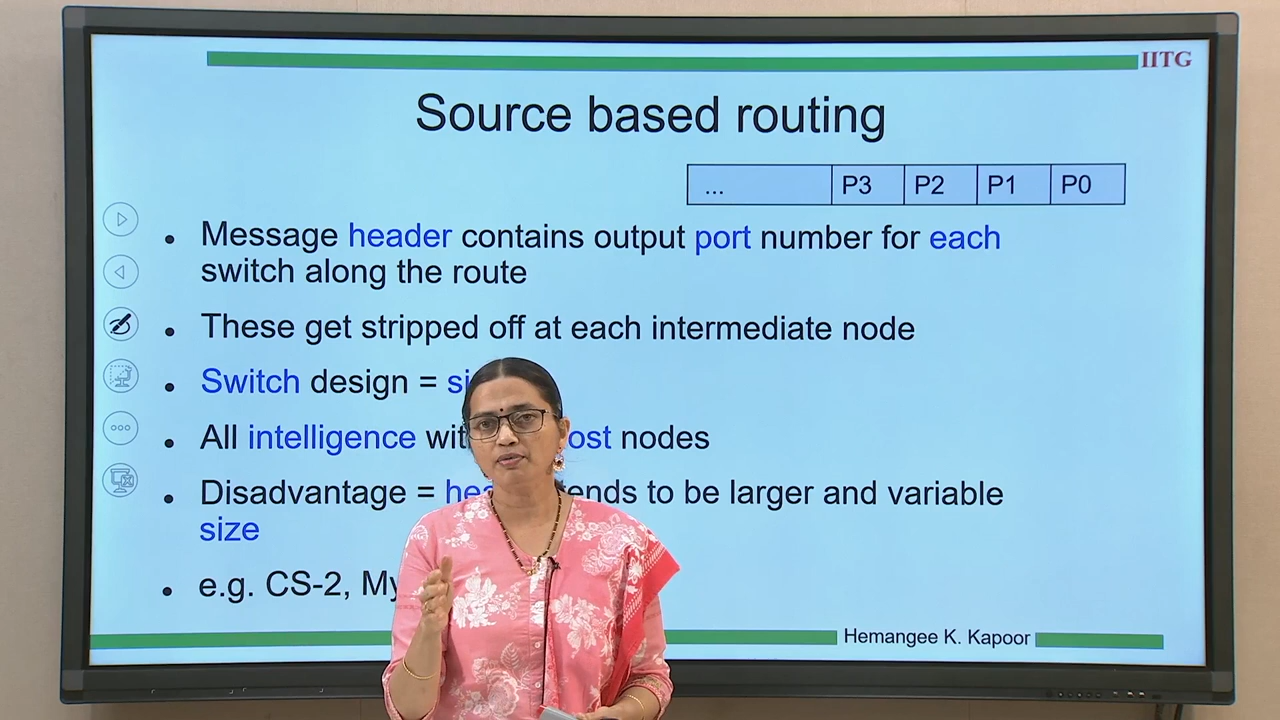 IITG
Source based routing
... P3 P2 P1 P0
Message header contains output port number for each
switch along the route
These get stripped off at each intermediate node
Switch design =
All intelligence nodes
Disadvantage = tends to be larger and variable
size
e.g. CS-2,
Hemangee K. Kapoor